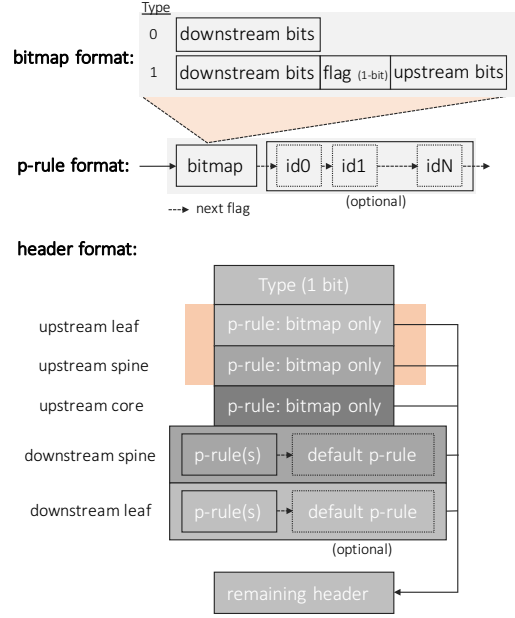 Type
0 downstream bits
bitmap format:
1 downstream bits flag (1-bit) upstream bits
p-rule format: bitmap id0 id1 idN
(optional)
next flag
header format:
Type (1 bit)
upstream leaf p-rule: bitmap only
upstream spine p-rule: bitmap only
upstream core p-rule: bitmap only
downstream spine p-rule(s) default p-rule
downstream leaf p-rule(s) default p-rule
(optional)
remaining header